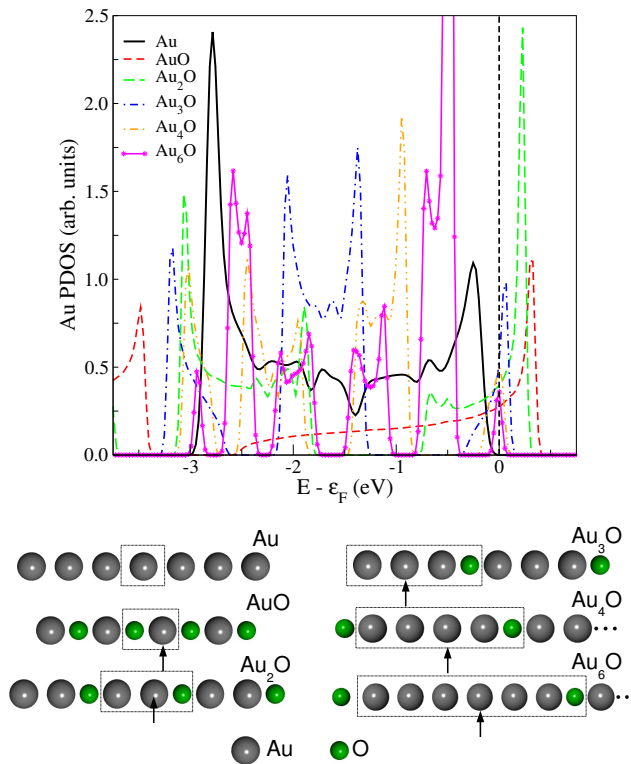 2.5
2.0
1.5
1.0
0.5
0.0
Au PDOS (arb. units)
Au
AuO
Au₂O
Au₃O
Au₄O
Au₆O
-3 -2 -1 0
E - ε_F (eV)
Au
AuO
Au₂O
Au₃O
Au₄O
...
Au₆O
..
Au O